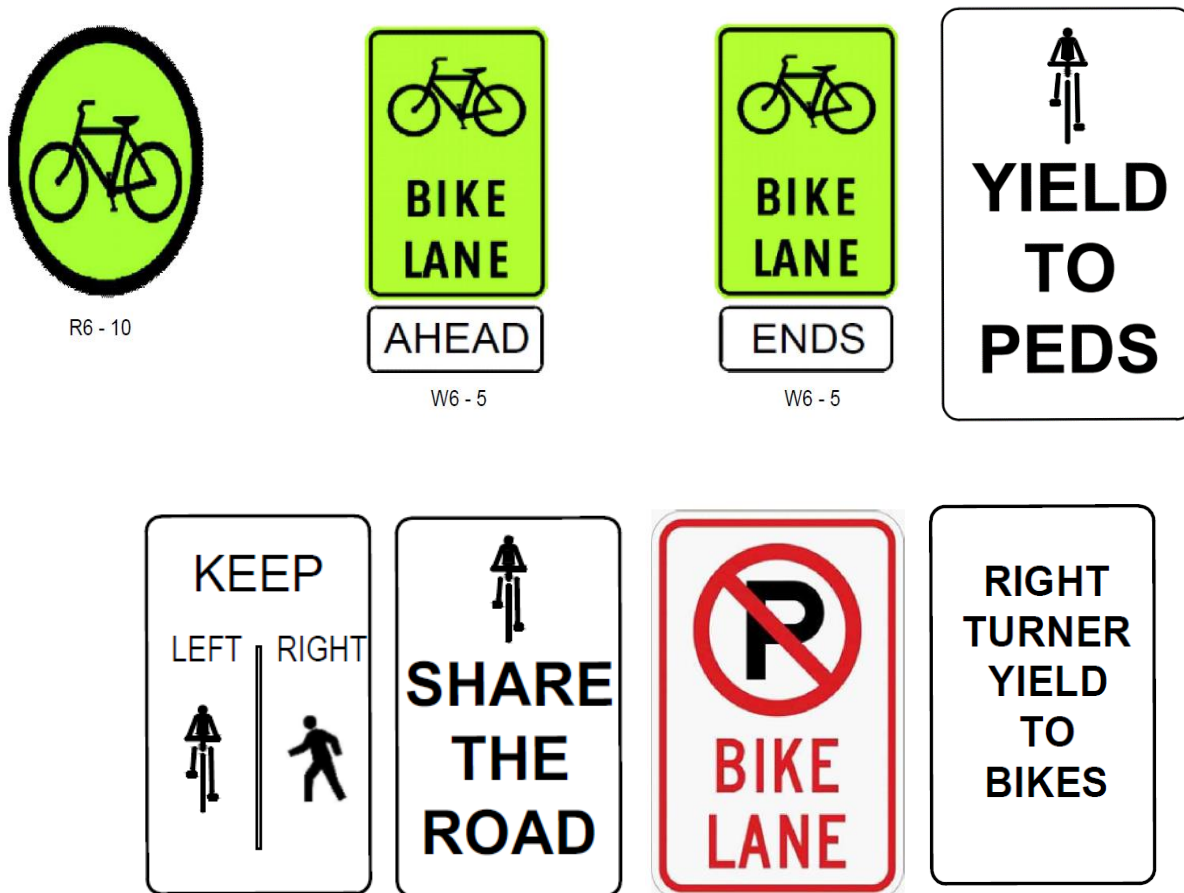 R6 - 10
BIKE
LANE
AHEAD
W6 - 5
BIKE
LANE
ENDS
W6 - 5
YIELD
TO
PEDS
KEEP
LEFT RIGHT
SHARE
THE
ROAD
P
BIKE
LANE
RIGHT
TURNER
YIELD
TO
BIKES